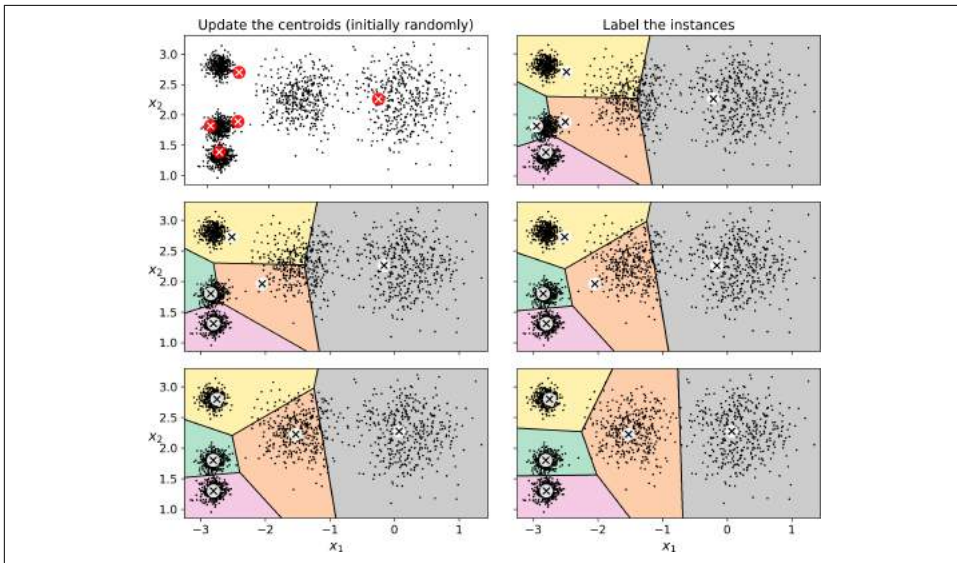 Update the centroids (initially randomly)
Label the instances
3.0
2.5
x2
2.0
1.5
1.0
3.0
2.5
x2
2.0
1.5
1.0
3.0
2.5
x2
2.0
1.5
1.0
−3 −2 −1 0 1
−3 −2 −1 0 1
x1
x1